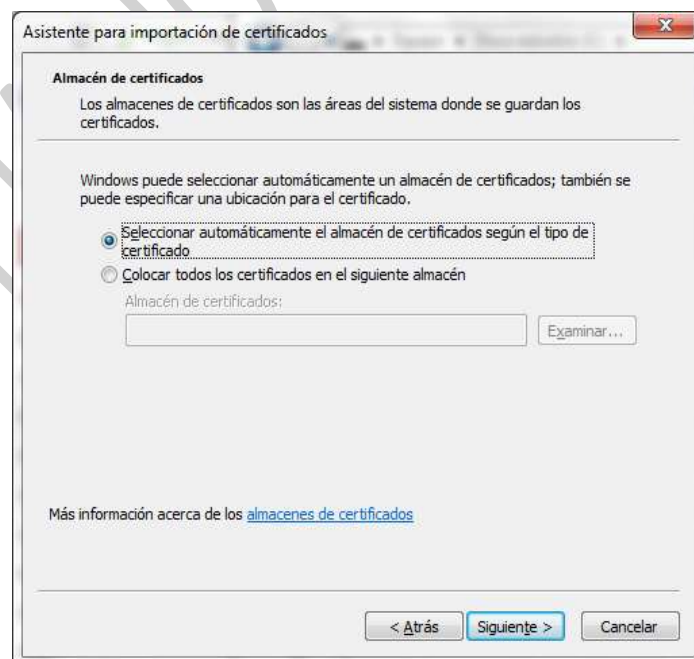 Asistente para importación de certificados
Almacén de certificados
Los almacenes de certificados son las áreas del sistema donde se guardan los
certificados.
Windows puede seleccionar automáticamente un almacén de certificados; también se
puede especificar una ubicación para el certificado.
Seleccionar automáticamente el almacén de certificados según el tipo de
certificado
Colocar todos los certificados en el siguiente almacén
Almacén de certificados:
Examinar...
Más información acerca de los almacenes de certificados
< Atrás
Siguiente >
Cancelar